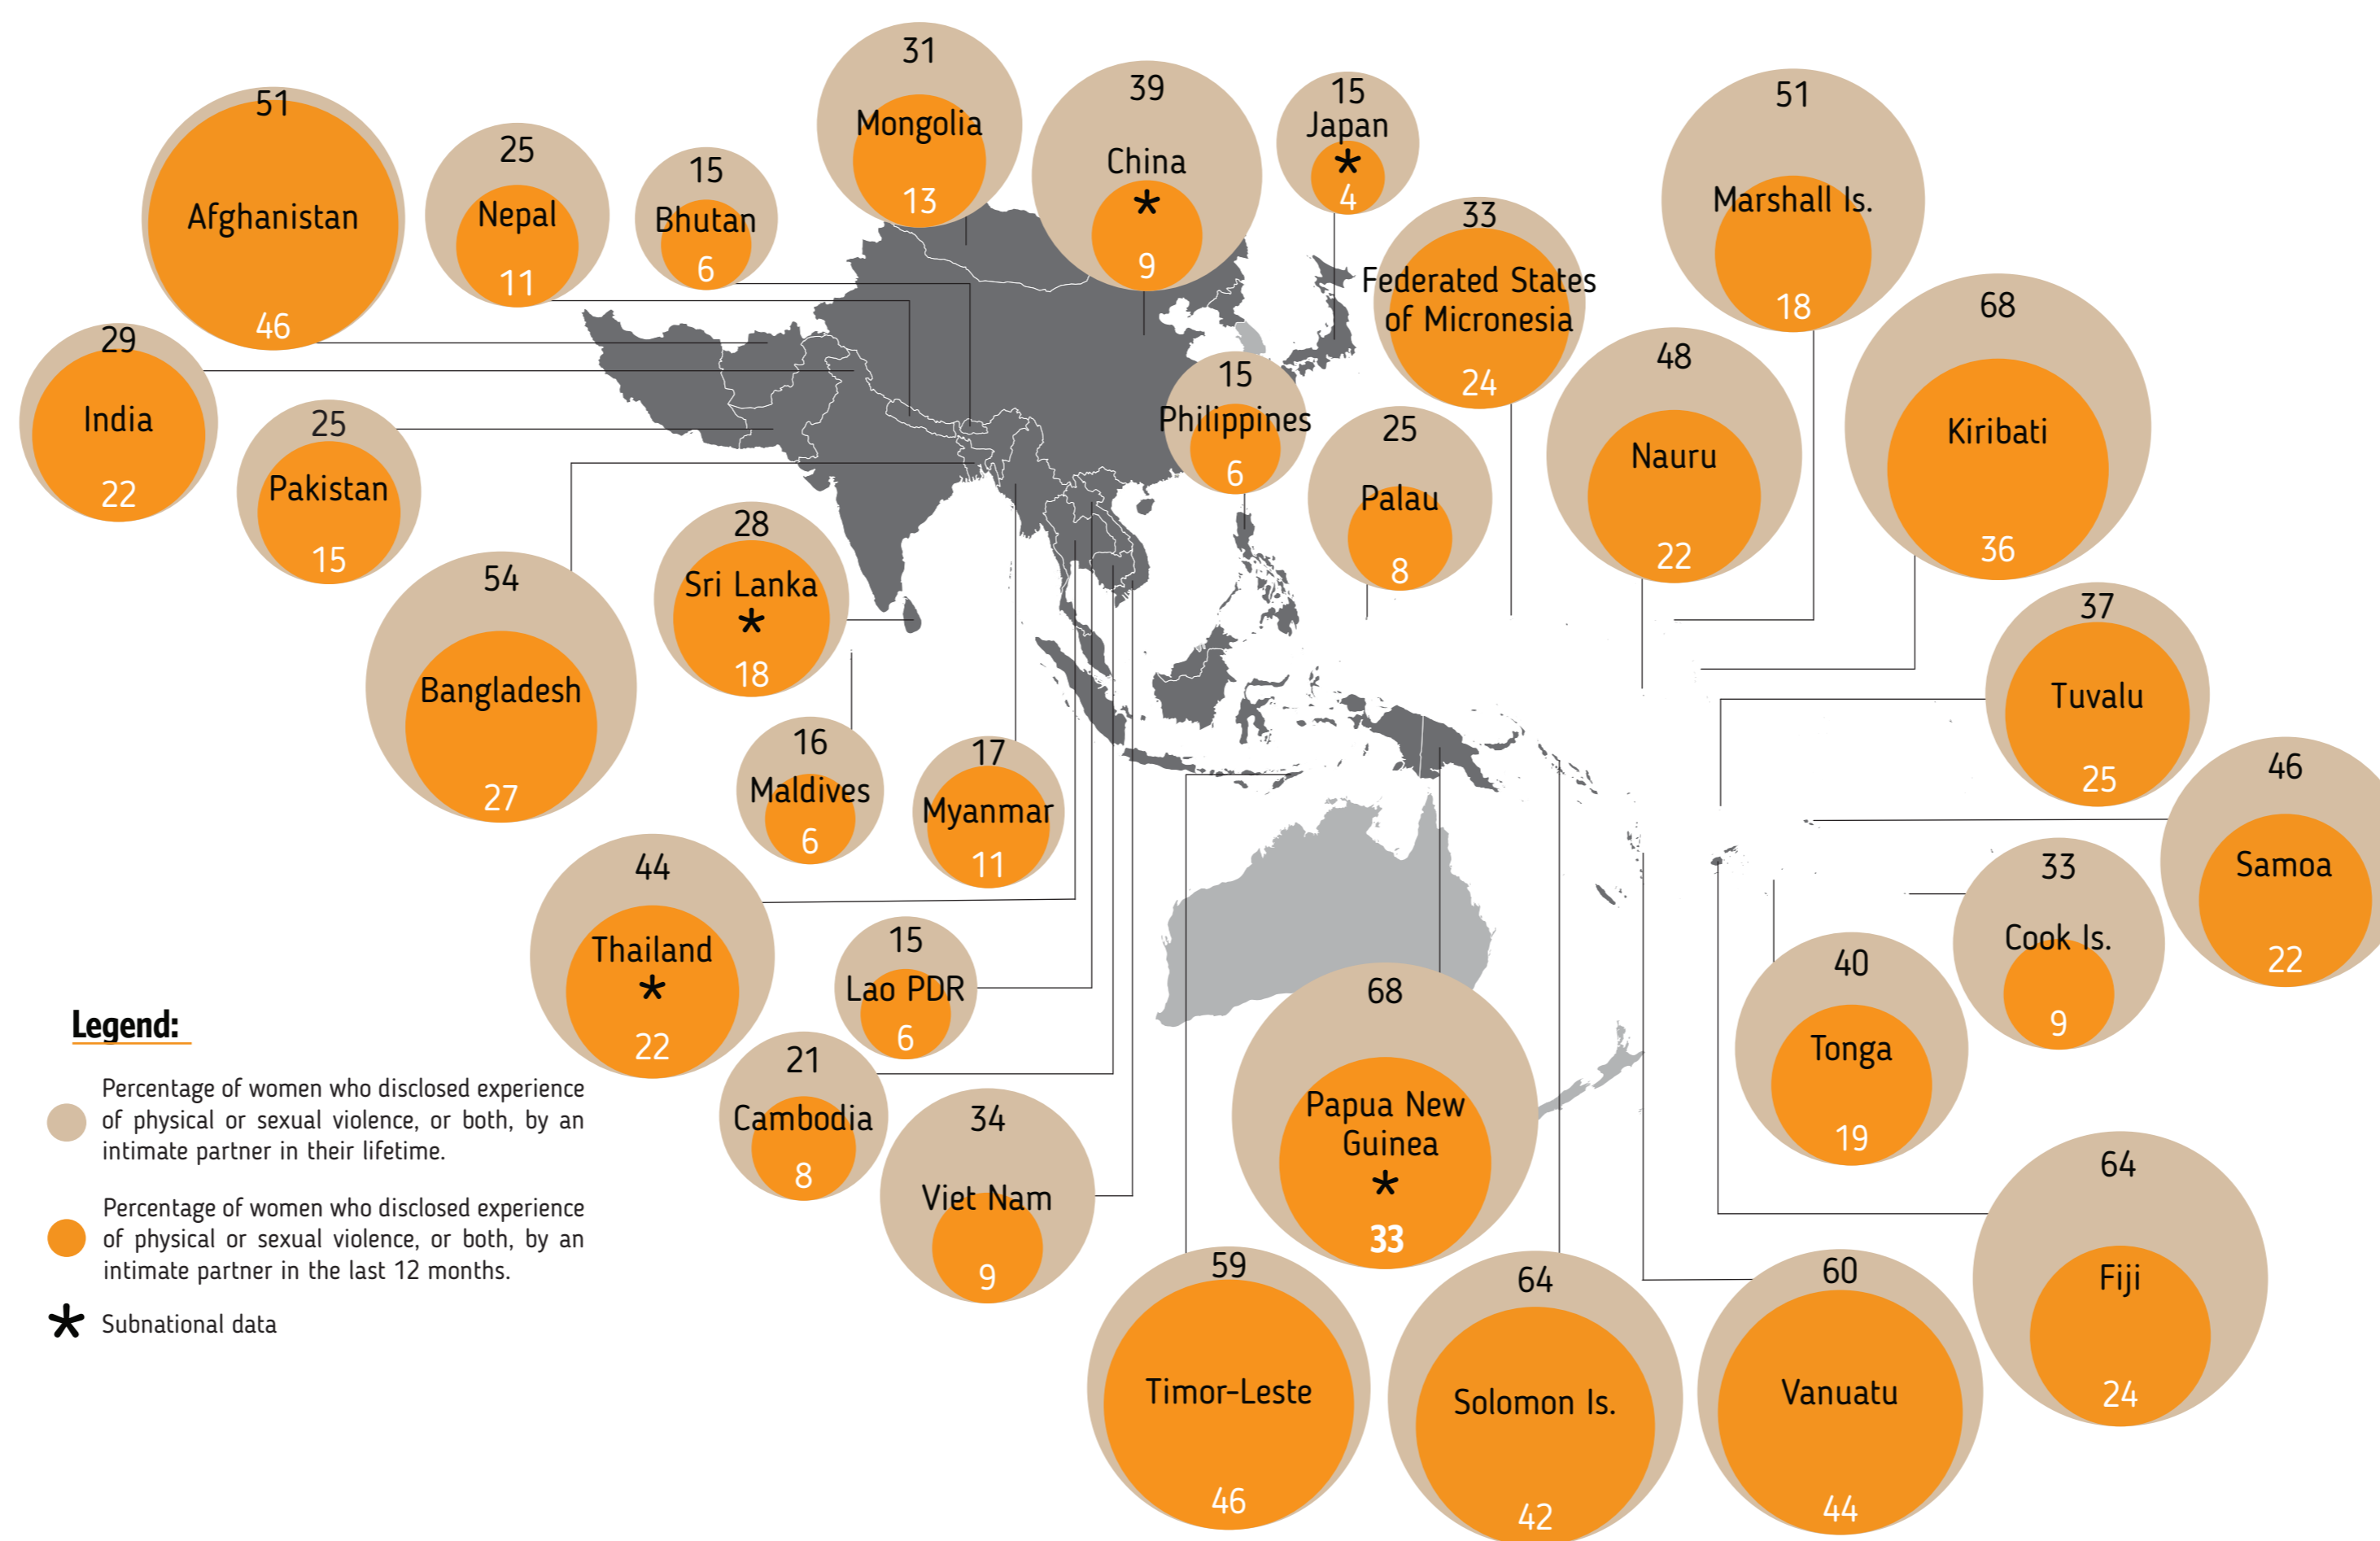 31
Mongolia
13
39
China
*
9
15
Japan
*
4
51
Marshall Is.
18
51
Afghanistan
46
25
Nepal
11
15
Bhutan
6
33
Federated States
of Micronesia
24
68
Kiribati
36
29
India
22
25
Pakistan
15
15
Philippines
6
25
Palau
8
48
Nauru
22
54
Bangladesh
27
28
Sri Lanka
*
18
37
Tuvalu
25
16
Maldives
6
17
Myanmar
11
46
Samoa
22
44
Thailand
*
22
15
Lao PDR
6
33
Cook Is.
9
40
Tonga
19
21
Cambodia
8
34
Viet Nam
9
68
Papua New
Guinea
*
33
64
Fiji
24
59
Timor-Leste
46
64
Solomon Is.
42
60
Vanuatu
44
Legend:
Percentage of women who disclosed experience
of physical or sexual violence, or both, by an
intimate partner in their lifetime.
Percentage of women who disclosed experience
of physical or sexual violence, or both, by an
intimate partner in the last 12 months.
* Subnational data